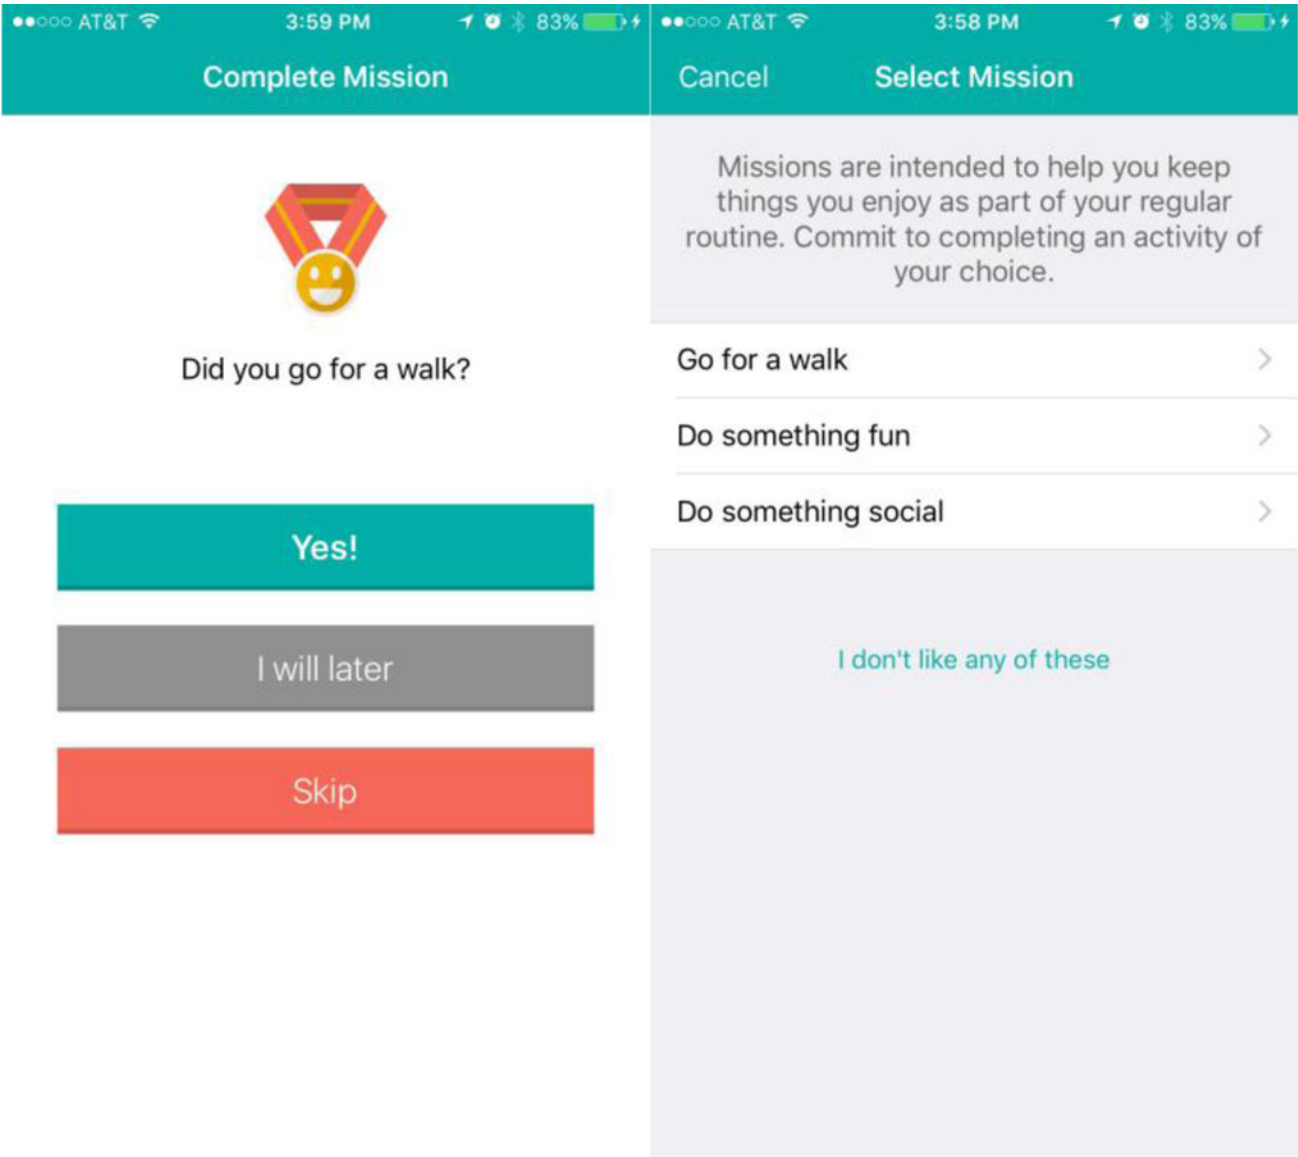 AT&T 3:59 PM 83%
Complete Mission
Did you go for a walk?
Yes!
I will later
Skip
AT&T 3:58 PM 83%
Cancel Select Mission
Missions are intended to help you keep
things you enjoy as part of your regular
routine. Commit to completing an activity of
your choice.
Go for a walk
Do something fun
Do something social
I don't like any of these